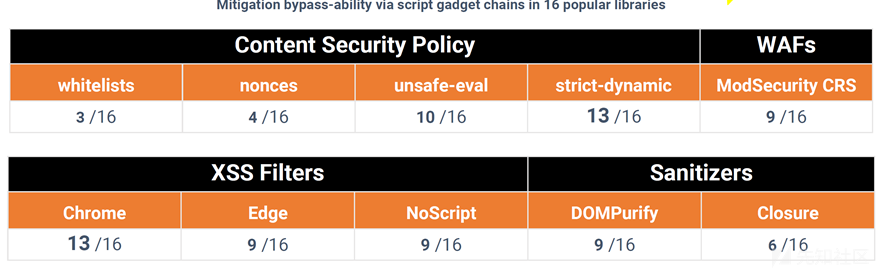 Mitigation bypass-ability via script gadget chains in 16 popular libraries
Content Security Policy WAFs
whitelists nonces unsafe-eval strict-dynamic ModSecurity CRS
3 /16 4 /16 10 /16 13 /16 9 /16
XSS Filters Sanitizers
Chrome Edge NoScript DOMPurify Closure
13 /16 9 /16 9 /16 9 /16 6 /16